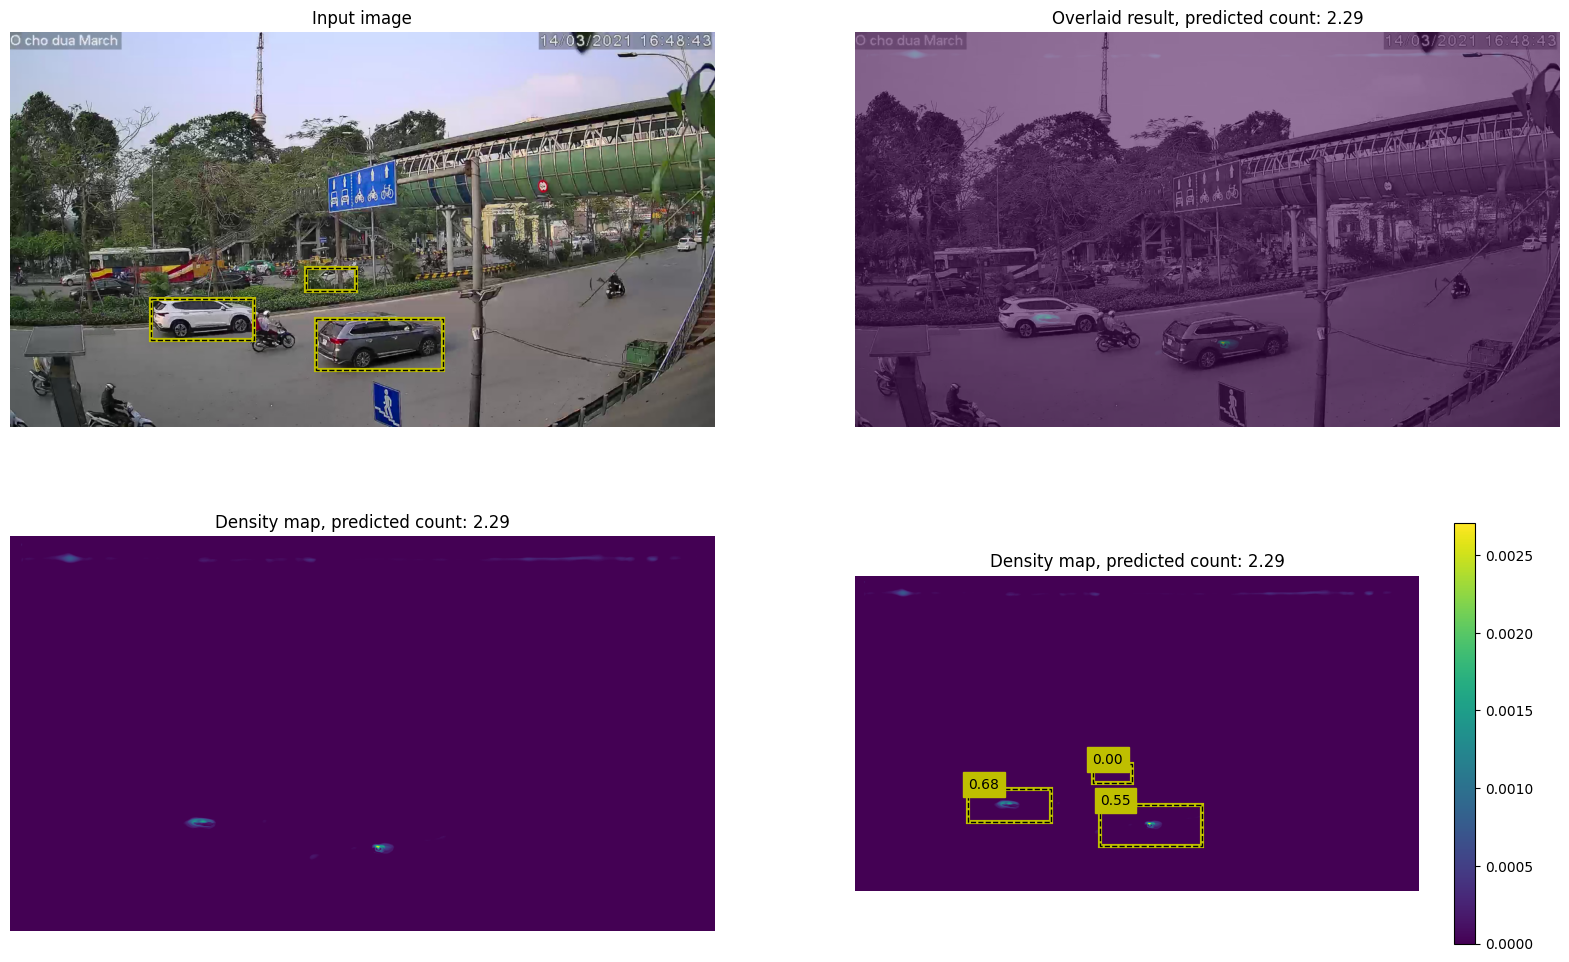 Input image
O cho dua March
14/03/2021 16:48:43
Overlaid result, predicted count: 2.29
O cho dua March
14/03/2021 16:48:43
Density map, predicted count: 2.29
Density map, predicted count: 2.29
0.00
0.68
0.55
0.0025
0.0020
0.0015
0.0010
0.0005
0.0000